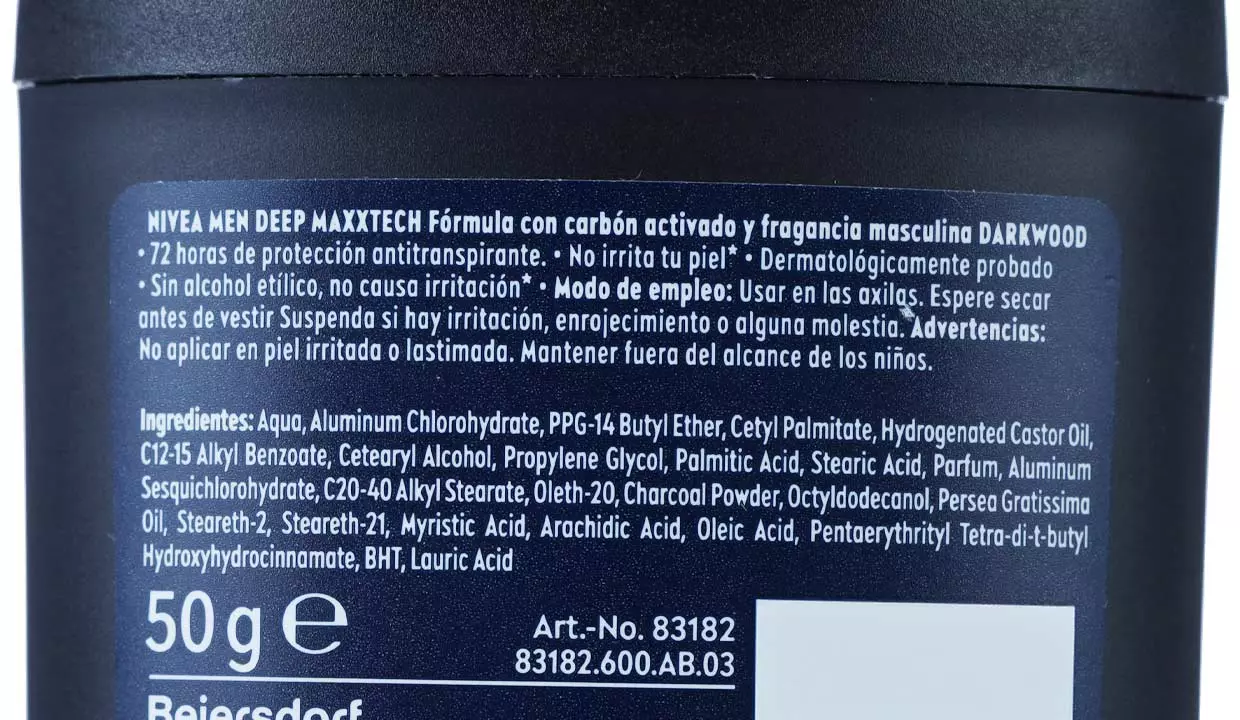 NIVEA MEN DEEP MAXXTECH Fórmula con carbón activado y fragancia masculina DARKWOOD
• 72 horas de protección antitranspirante. • No irrita tu piel* • Dermatológicamente probado
• Sin alcohol etílico, no causa irritación* • Modo de empleo: Usar en las axilas. Espere secar
antes de vestir Suspenda si hay irritación, enrojecimiento o alguna molestia. Advertencias:
No aplicar en piel irritada o lastimada. Mantener fuera del alcance de los niños.
Ingredientes: Aqua, Aluminum Chlorohydrate, PPG-14 Butyl Ether, Cetyl Palmitate, Hydrogenated Castor Oil,
C12-15 Alkyl Benzoate, Cetearyl Alcohol, Propylene Glycol, Palmitic Acid, Stearic Acid, Parfum, Aluminum
Sesquichlorohydrate, C20-40 Alkyl Stearate, Oleth-20, Charcoal Powder, Octyldodecanol, Persea Gratissima
Oil, Steareth-2, Steareth-21, Myristic Acid, Arachidic Acid, Oleic Acid, Pentaerythrityl Tetra-di-t-butyl
Hydroxyhydrocinnamate, BHT, Lauric Acid
50 g ℮
Art.-No. 83182
83182.600.AB.03
Beiersdorf